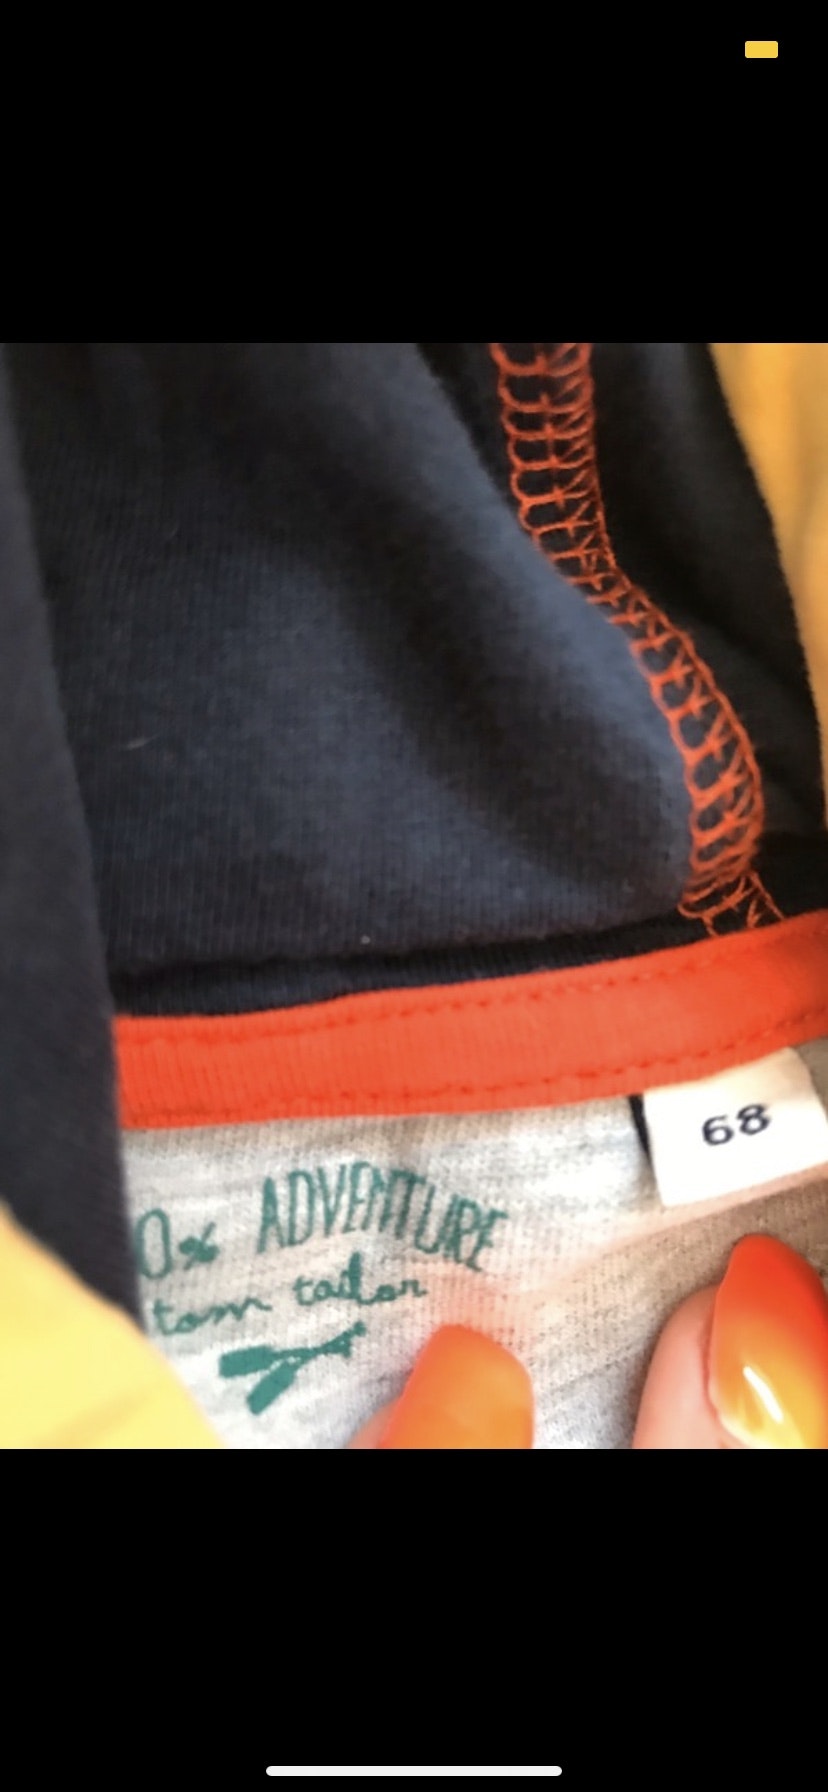 68
0% ADVENTURE
tom tailor